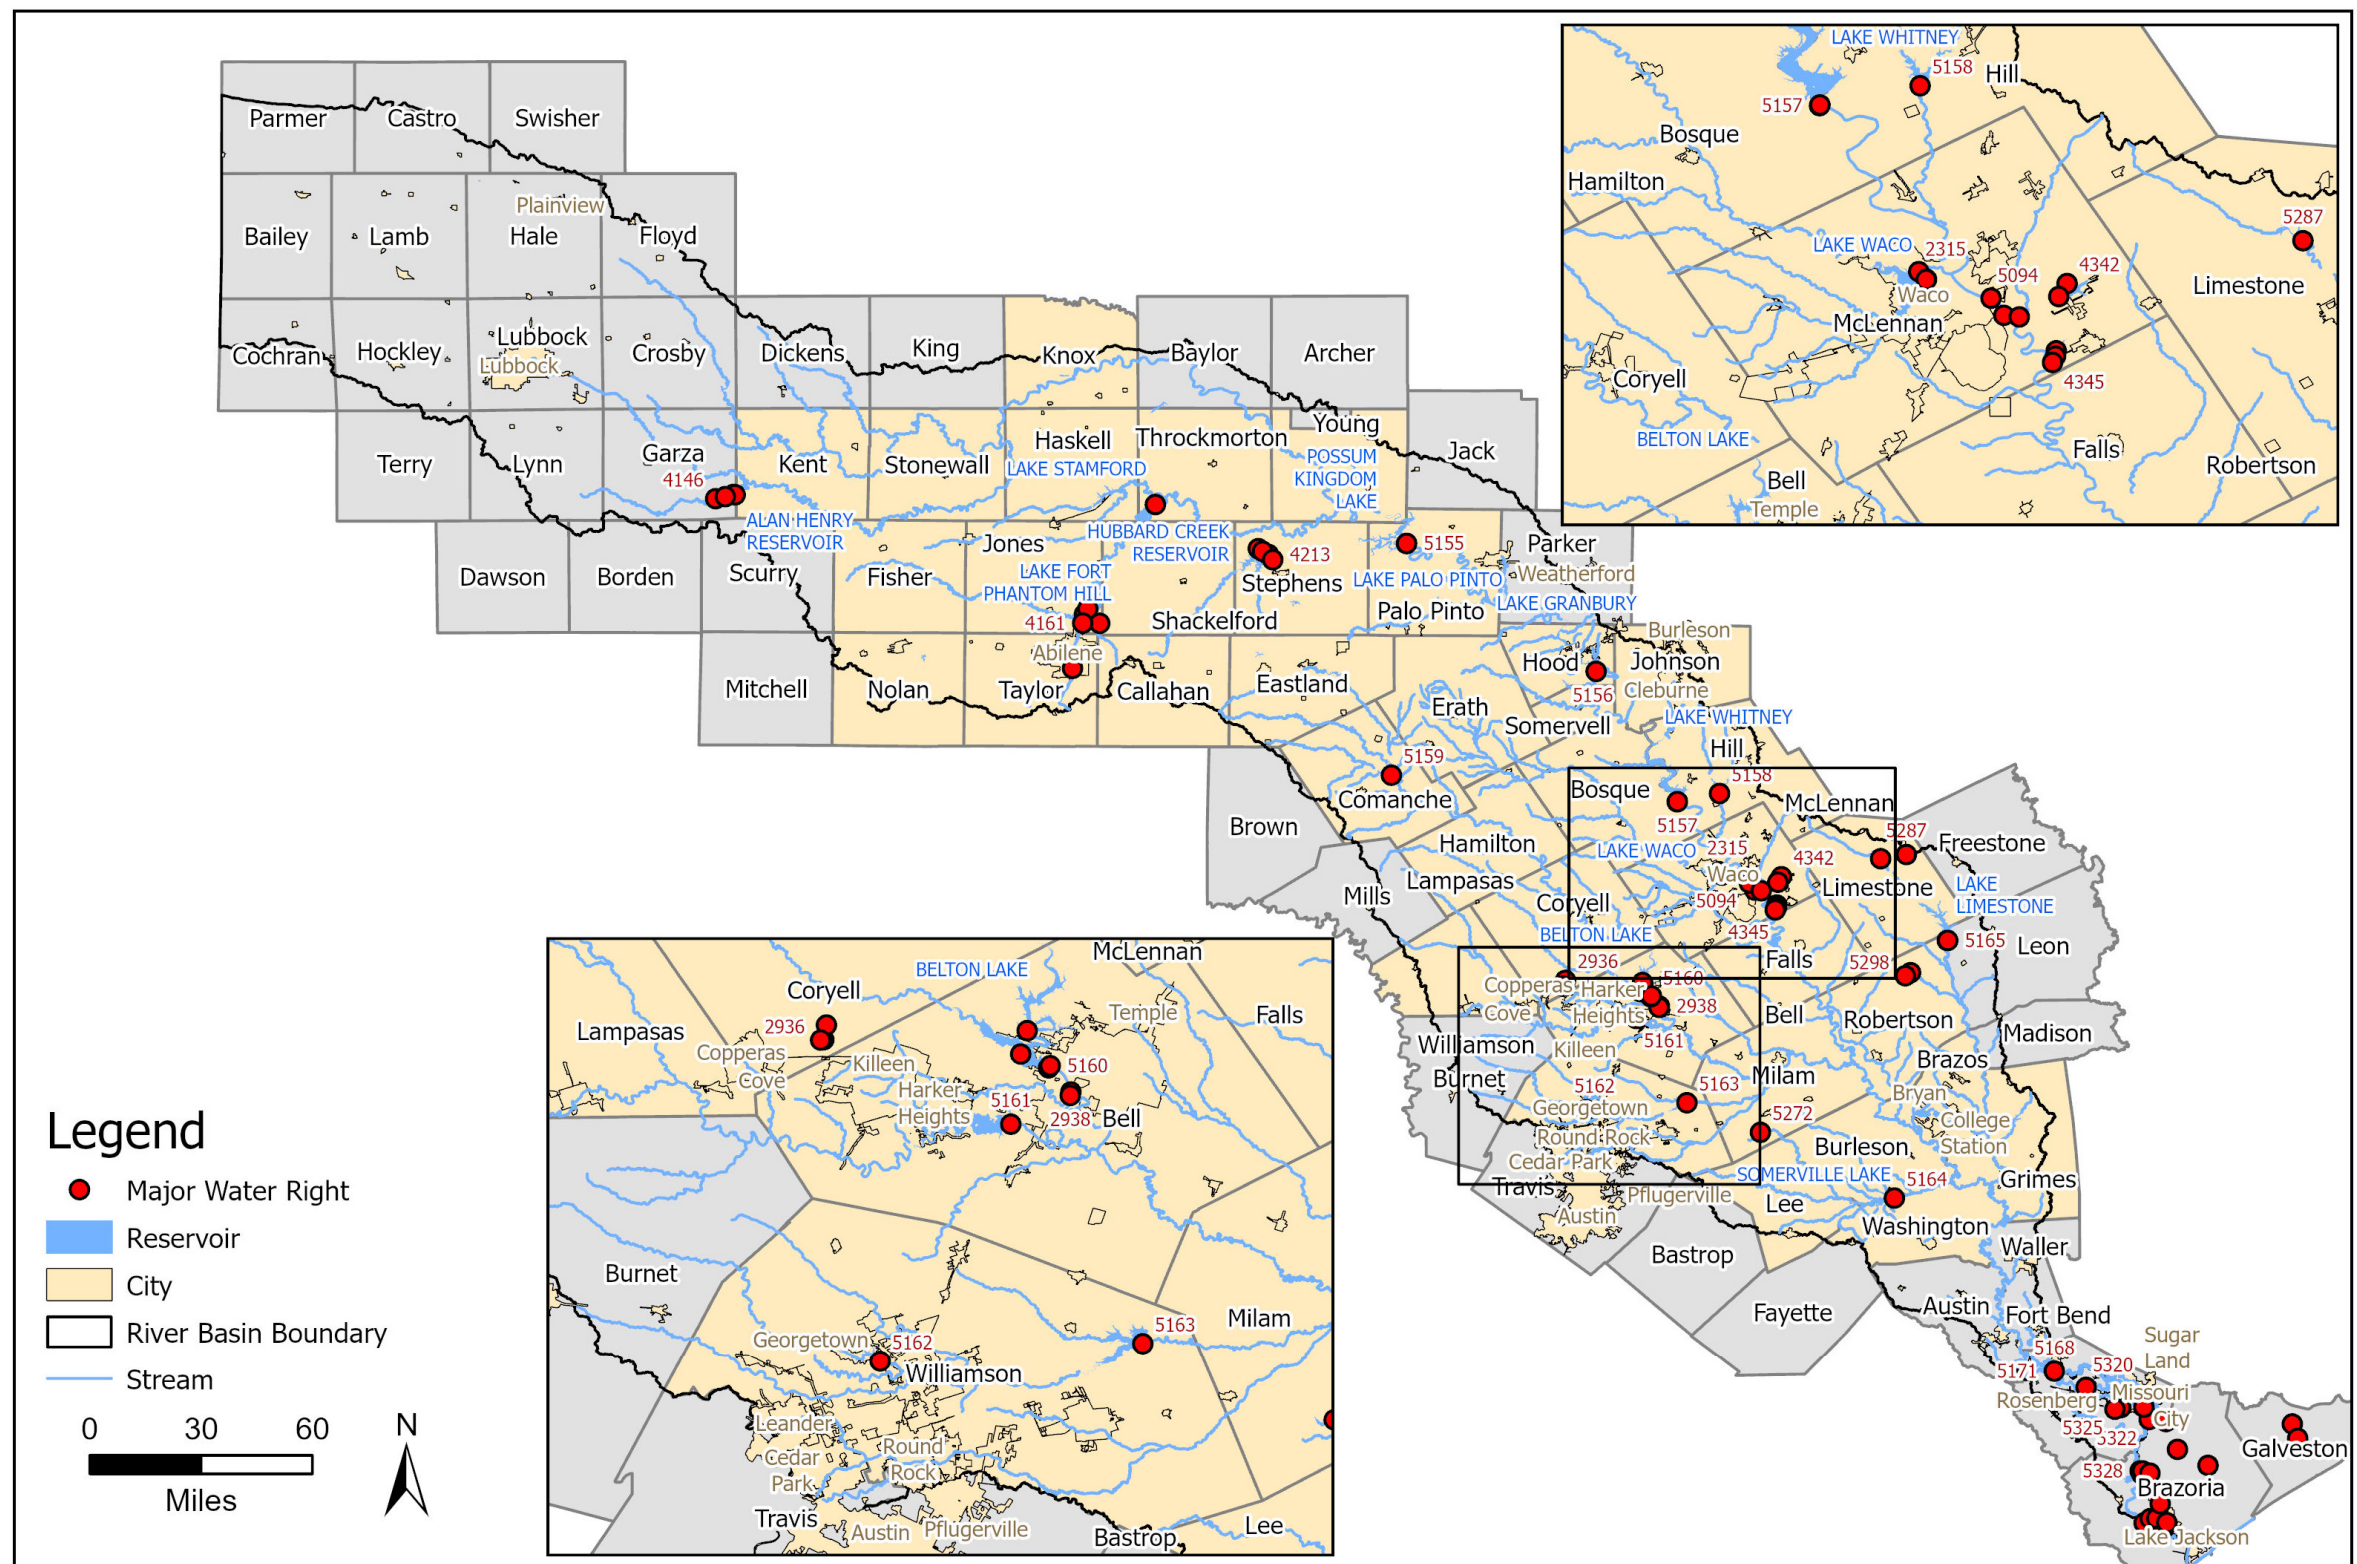 Parmer
Castro
Swisher
Plainview
Bailey
Lamb
Hale
Floyd
Cochran
Hockley
Lubbock
Lubbock
Crosby
Dickens
King
Knox
Baylor
Archer
Terry
Lynn
Garza
4146
Kent
Stonewall
Haskell
LAKE STAMFORD
Throckmorton
Young
POSSUM
KINGDOM
LAKE
Jack
ALAN HENRY
RESERVOIR
Dawson
Borden
Scurry
Fisher
Jones
LAKE FORT
PHANTOM HILL
4161
HUBBARD CREEK
RESERVOIR
4213
Stephens
Shackelford
5155
LAKE PALO PINTO
Palo Pinto
Parker
Weatherford
LAKE GRANBURY
Mitchell
Nolan
Abilene
Taylor
Callahan
Eastland
Erath
Hood
5156
Burleson
Johnson
Cleburne
Somervell
LAKE WHITNEY
Hill
5158
5159
Comanche
Brown
Bosque
5157
McLennan
Hamilton
LAKE WACO
2315
Waco
4342
5094
4345
5287
Freestone
Limestone
LAKE
LIMESTONE
5165
Leon
Mills
Lampasas
Coryell
BELTON LAKE
Falls
5298
2936
Copperas
Cove
Harker
Heights
5160
2938
5161
Killeen
Bell
Robertson
Madison
Williamson
Burnet
5162
5163
Milam
Brazos
Georgetown
Round Rock
Cedar Park
5272
Bryan
College
Station
Burleson
SOMERVILLE LAKE
5164
Grimes
Travis
Pflugerville
Austin
Lee
Washington
Waller
Bastrop
Fayette
Austin
Fort Bend
5168
5171
5320
Sugar
Land
Rosenberg
Missouri
City
5325
5322
5328
Galveston
Brazoria
Lake Jackson
LAKE WHITNEY
5158
Hill
5157
Bosque
Hamilton
5287
LAKE WACO
2315
Waco
5094
4342
Limestone
McLennan
Coryell
4345
BELTON LAKE
Falls
Robertson
Bell
Temple
McLennan
BELTON LAKE
Coryell
2936
Lampasas
Temple
Falls
Copperas
Cove
Killeen
Harker
Heights
5160
5161
2938
Bell
Burnet
Milam
5163
Georgetown
5162
Williamson
Leander
Cedar
Park
Round
Rock
Travis
Austin
Pflugerville
Bastrop
Lee
Legend
Major Water Right
Reservoir
City
River Basin Boundary
Stream
0 30 60
Miles
N